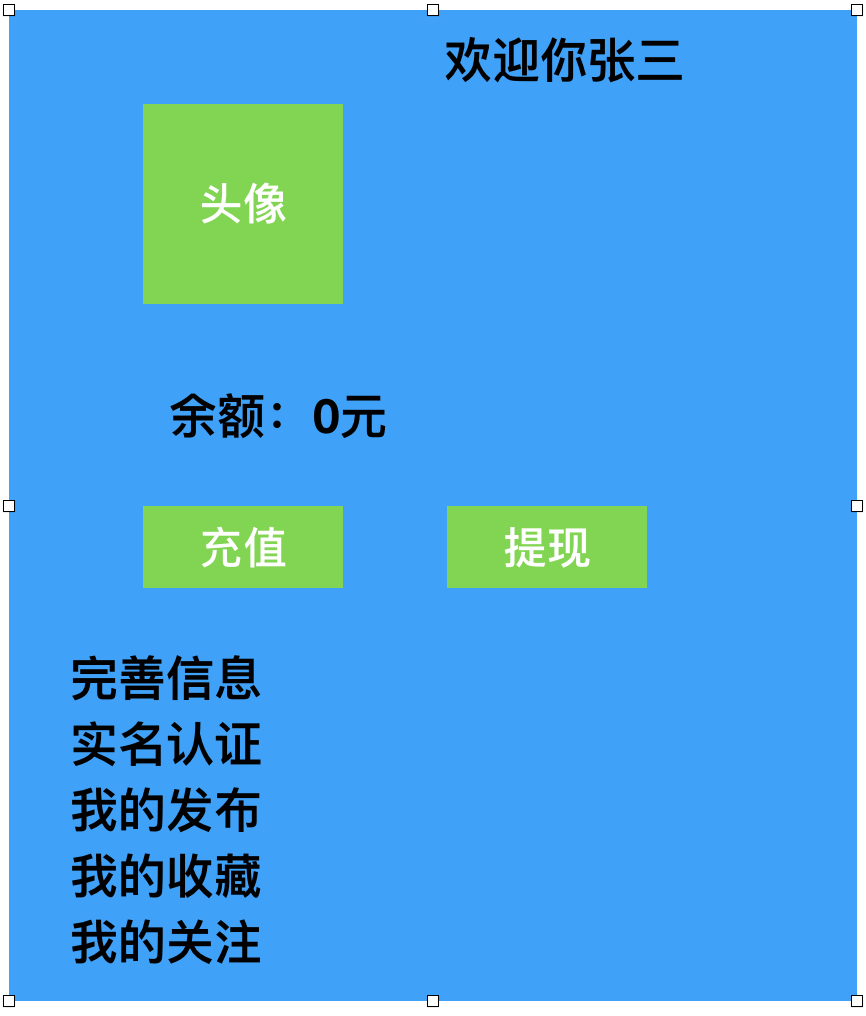 欢迎你张三
头像
余额：0元
充值
提现
完善信息
实名认证
我的发布
我的收藏
我的关注